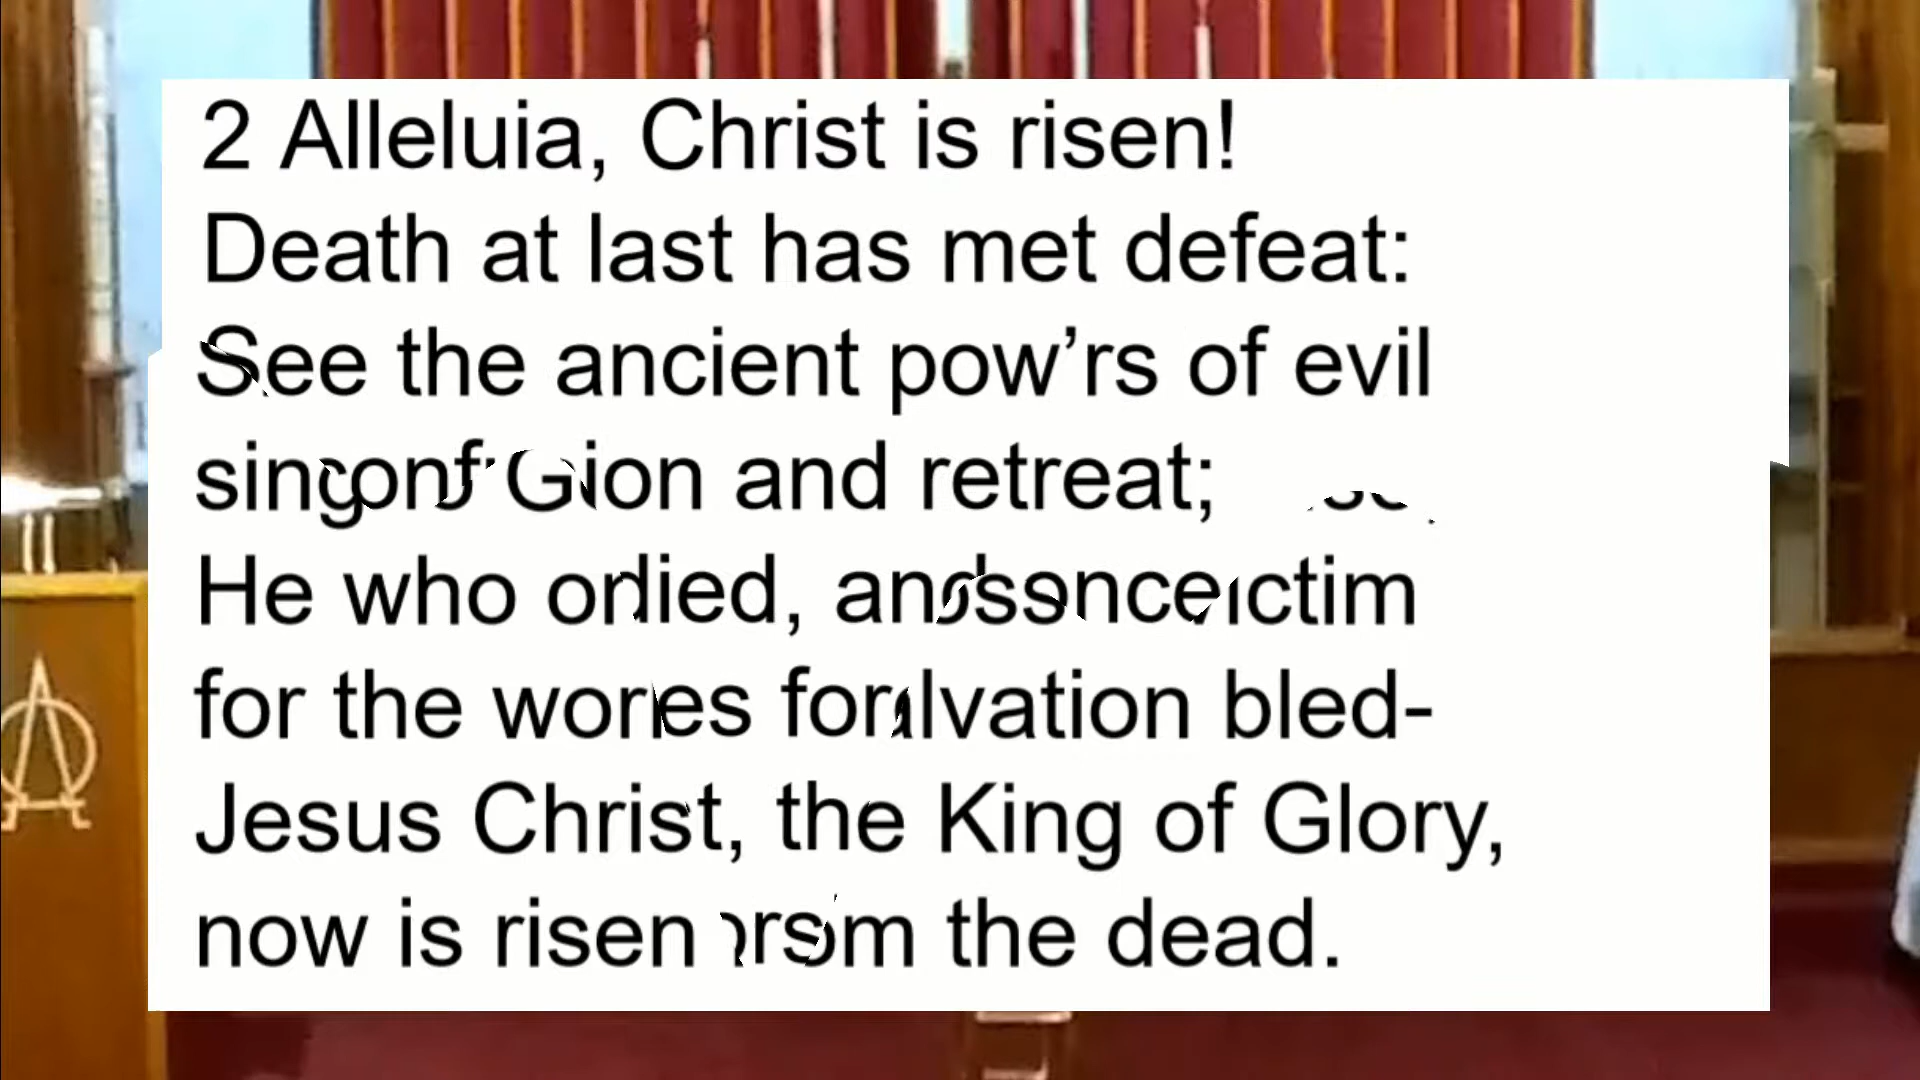 2 Alleluia, Christ is risen!
Death at last has met defeat:
See the ancient pow’rs of evil
and retreat;
He who
for the bled-
Jesus Christ, the King of Glory,
now is risen the dead.